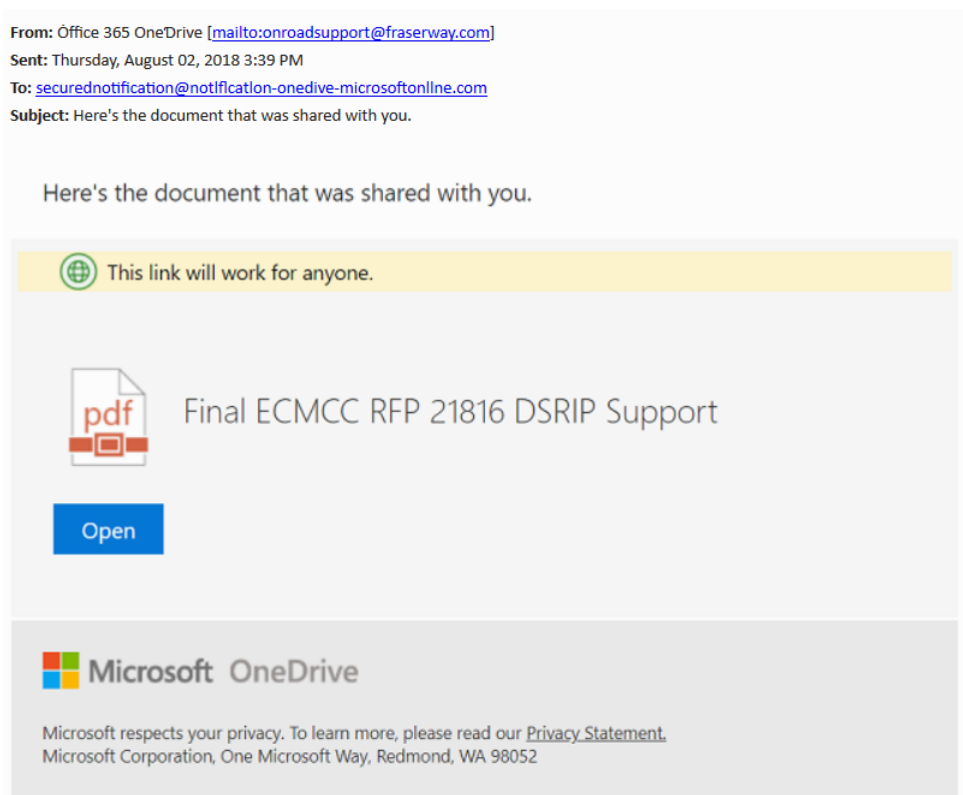 From: Óffice 365 One'Drive [mailto:onroadsupport@fraserway.com]
Sent: Thursday, August 02, 2018 3:39 PM
To: securednotification@notlflcatlon-onedive-microsoftonllne.com
Subject: Here's the document that was shared with you.
Here's the document that was shared with you.
This link will work for anyone.
pdf
Final ECMCC RFP 21816 DSRIP Support
Open
Microsoft OneDrive
Microsoft respects your privacy. To learn more, please read our Privacy Statement.
Microsoft Corporation, One Microsoft Way, Redmond, WA 98052